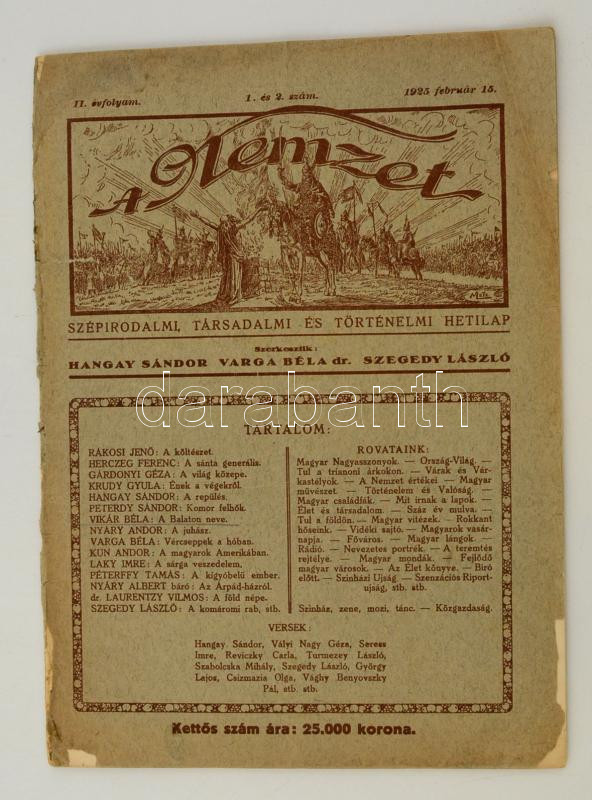 II. évfolyam. 1. és 2. szám. 1925 február 15.
A Nemzet
SZÉPIRODALMI, TÁRSADALMI ÉS TÖRTÉNELMI HETILAP
Szerkesztik:
HANGAY SÁNDOR VARGA BÉLA dr. SZEGEDY LÁSZLÓ
darabanth
TARTALOM:
RÁKOSI JENŐ: A költészet.
HERCZEG FERENC: A sánta generális.
GÁRDONYI GÉZA: A világ közepe.
KRUDY GYULA: Ének a végekről.
HANGAY SÁNDOR: A repülés.
PETERDY SÁNDOR: Komor felhők.
VIKÁR BÉLA: A Balaton neve.
NYÁRY ANDOR: A juhász.
VARGA BÉLA: Vércseppek a hóban.
KUN ANDOR: A magyarok Amerikában.
LAKY IMRE: A sárga veszedelem.
PÉTERFFY TAMÁS: A kígyóbelü ember.
NYÁRY ALBERT báró: Az Árpád-házról.
dr. LAURENTZY VILMOS: A föld népe.
SZEGEDY LÁSZLÓ: A komáromi rab, stb.
ROVATAINK:
Magyar Nagyasszonyok. — Ország-Világ. —
Tul a trianoni árkokon. — Várak és Vár-
kastélyok. — A Nemzet értékei — Magyar
művészet. — Történelem és Valóság. —
Magyar családfák. — Mit irnak a lapok. —
Élet és társadalom. — Száz év mulva. —
Tul a földön. — Magyar vitézek. — Rokkant
hőseink. — Vidéki sajtó. — Magyarok vasár-
napja. — Főváros. — Magyar lángok. —
Rádió. — Nevezetes portrék. — A teremtés
rejtélye. — Magyar mondák. — Fejlődő
magyar városok. — Az Élet könyve. — Biró
előtt. — Szinházi Ujság. — Szenzációs Riport-
ujság, stb. stb.
Szinház, zene, mozi, tánc. — Közgazdaság.
VERSEK:
Hangay Sándor, Vályi Nagy Géza, Seress
Imre, Reviczky Carla, Turmezey László,
Szabolcska Mihály, Szegedy László, György
Lajos, Csizmazia Olga, Vághy Benyovszky
Pál, stb. stb.
Kettős szám ára: 25.000 korona.